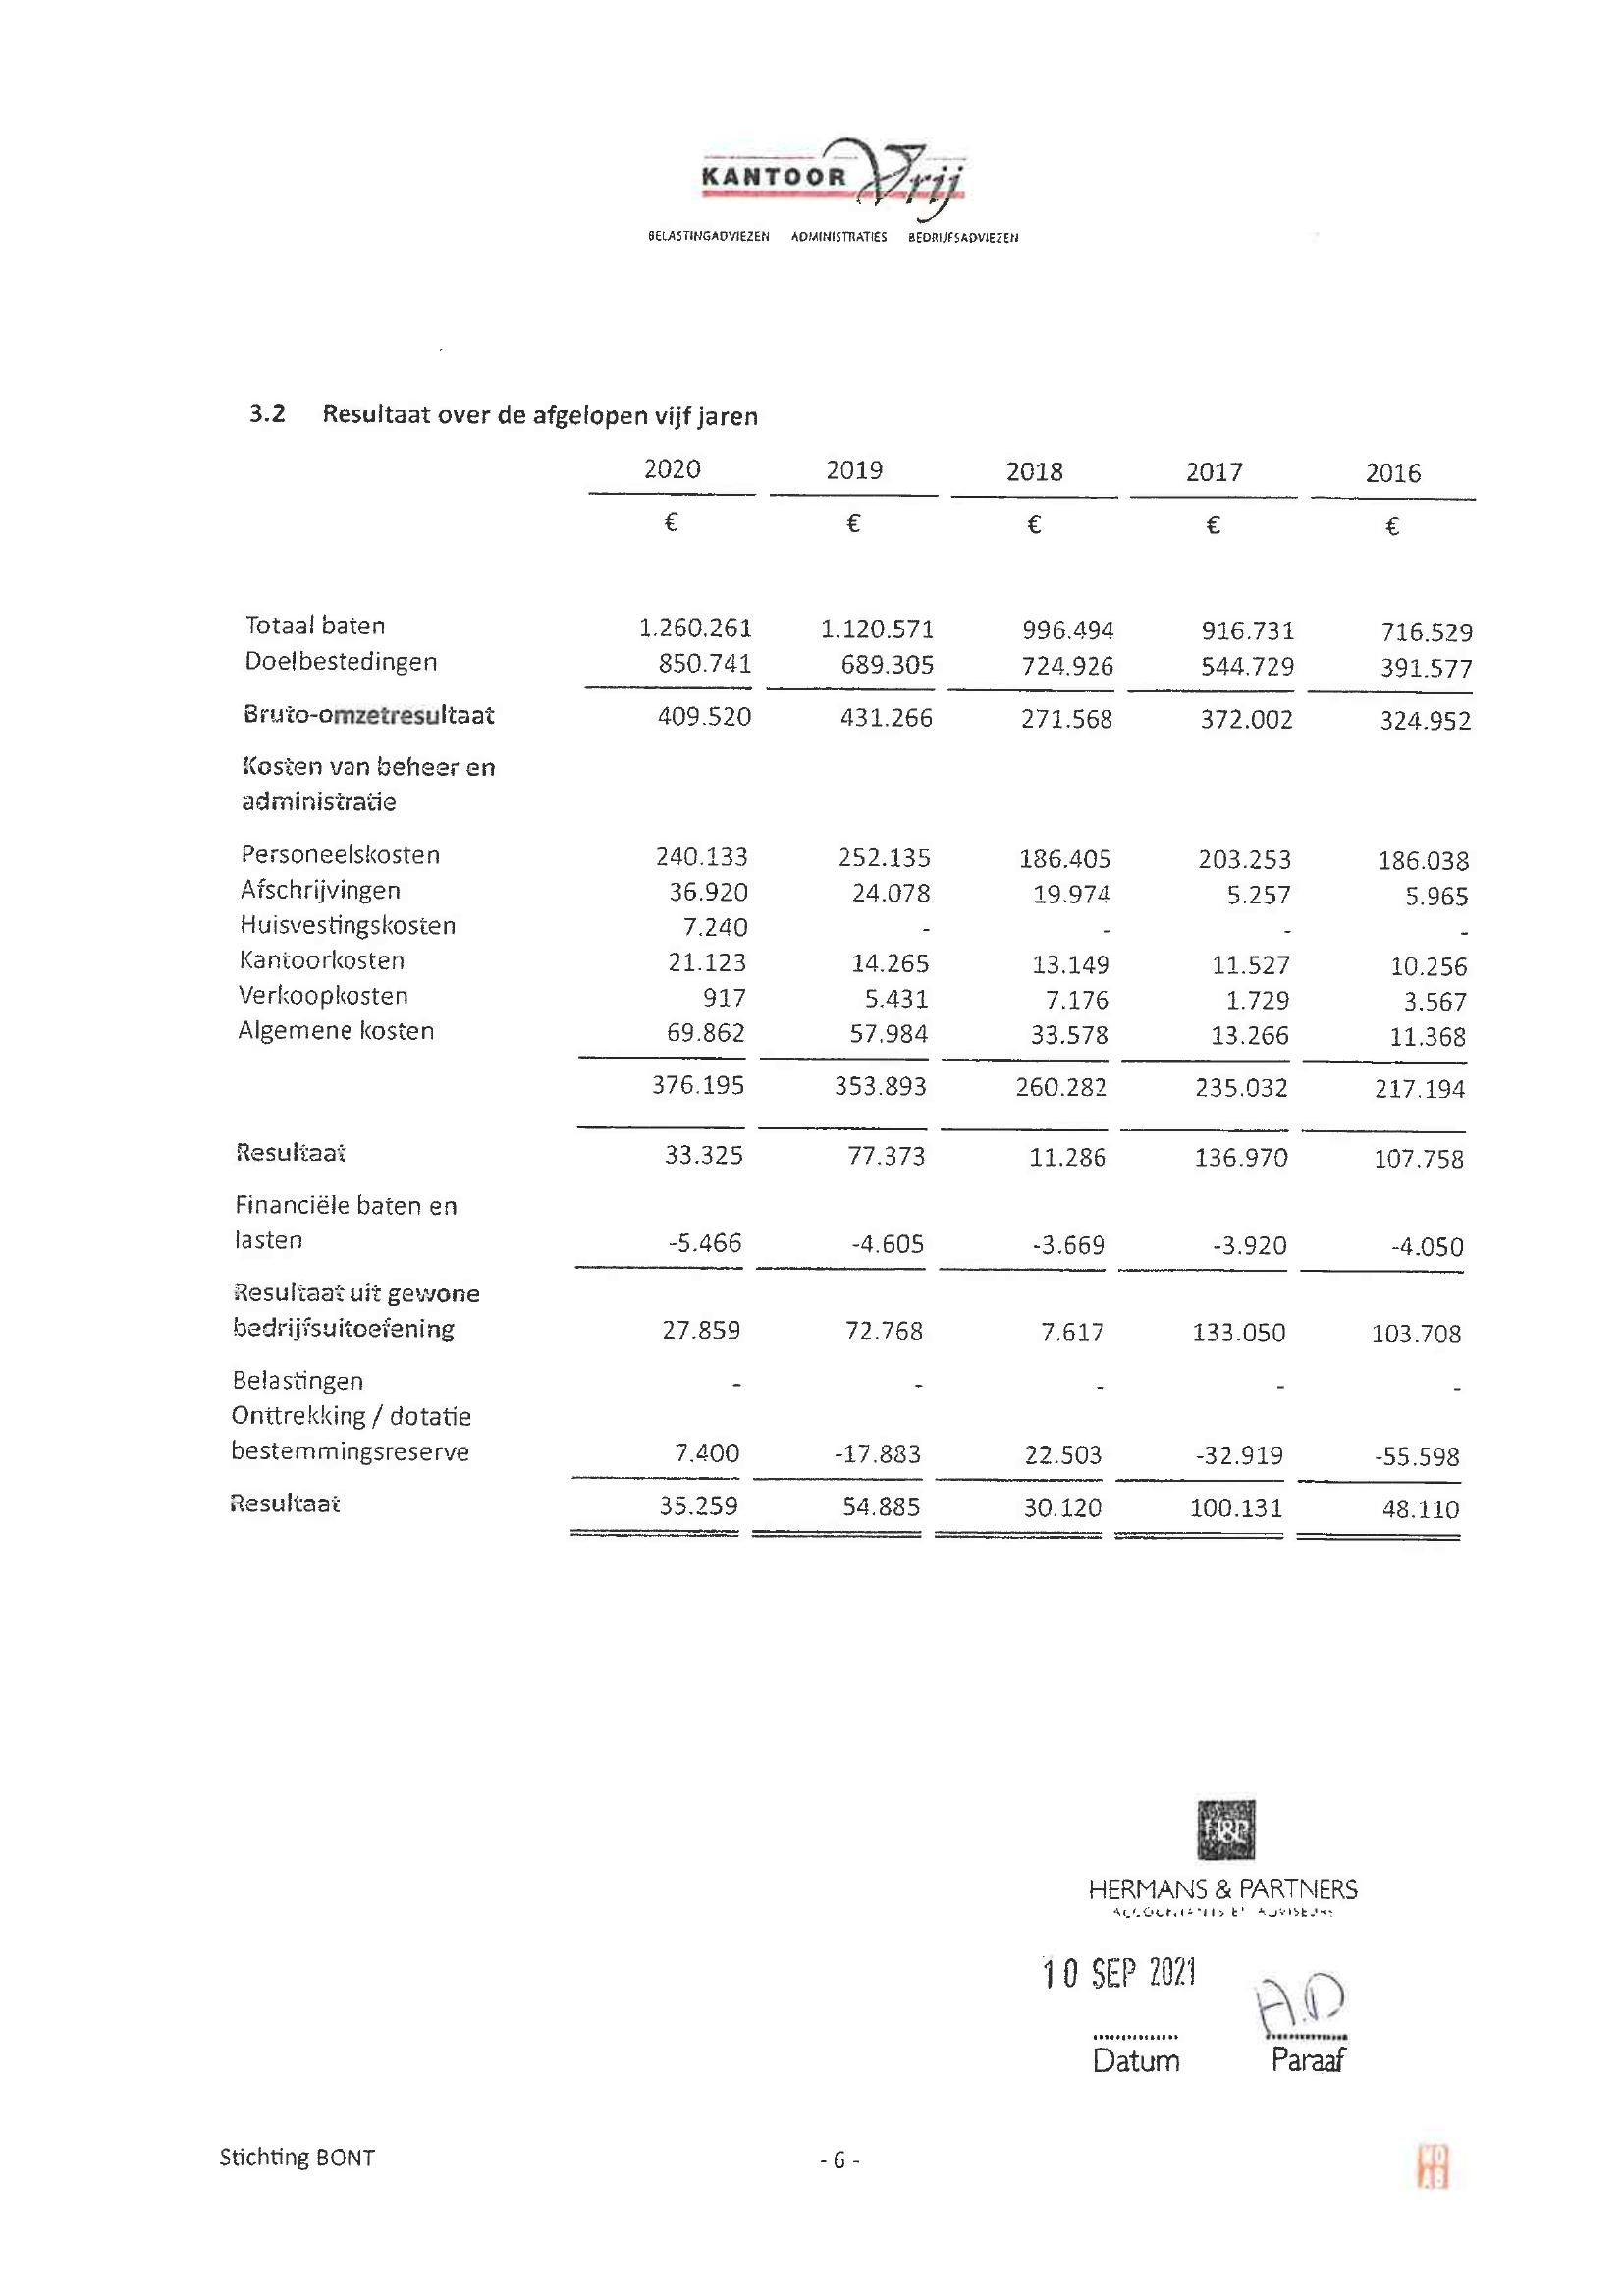 KANTOOR Vrij
BELASTINGADVIEZEN ADMINISTRATIES BEDRIJFSADVIEZEN
3.2 Resultaat over de afgelopen vijf jaren
2020 2019 2018 2017 2016
€ € € € €
Totaal baten 1.260.261 1.120.571 996.494 916.731 716.529
Doelbestedingen 850.741 689.305 724.926 544.729 391.577
Bruto-omzetresultaat 409.520 431.266 271.568 372.002 324.952
Kosten van beheer en
administratie
Personeelskosten 240.133 252.135 186.405 203.253 186.038
Afschrijvingen 36.920 24.078 19.974 5.257 5.965
Huisvestingskosten 7.240 - - - -
Kantoorkosten 21.123 14.265 13.149 11.527 10.256
Verkoopkosten 917 5.431 7.176 1.729 3.567
Algemene kosten 69.862 57.984 33.578 13.266 11.368
376.195 353.893 260.282 235.032 217.194
Resultaat 33.325 77.373 11.286 136.970 107.758
Financiële baten en
lasten -5.466 -4.605 -3.669 -3.920 -4.050
Resultaat uit gewone
bedrijfsuitoefening 27.859 72.768 7.617 133.050 103.708
Belastingen - - - - -
Onttrekking / dotatie
bestemmingsreserve 7.400 -17.883 22.503 -32.919 -55.598
Resultaat 35.259 54.885 30.120 100.131 48.110
H&P
HERMANS & PARTNERS
10 SEP 2021
A.D
Datum Paraaf
Stichting BONT - 6 -
NO
AB